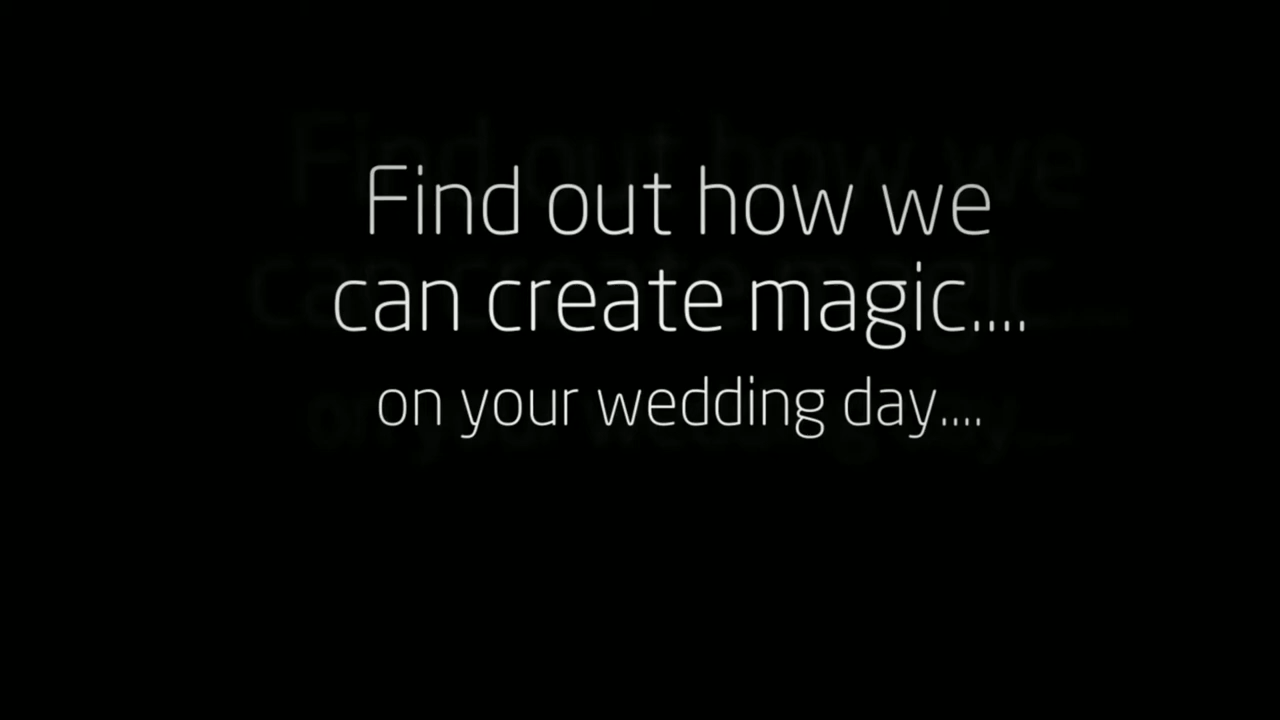 Find out how we
can create magic....
on your wedding day....